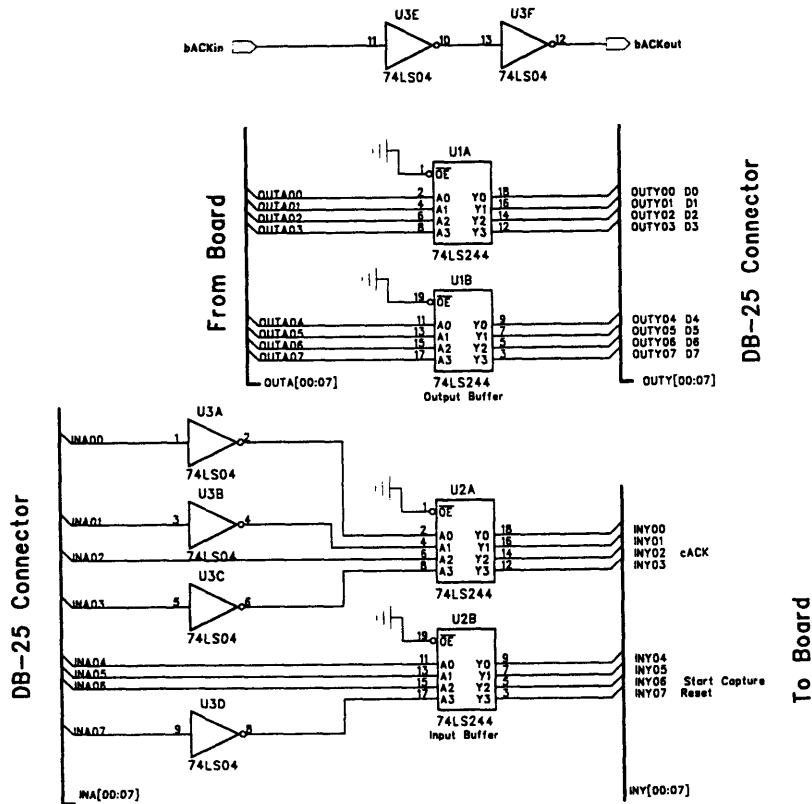 U3E U3F
bACKin 11 10 13 12 bACKout
74LS04 74LS04
From Board
DB-25 Connector
U1A
1 OE
OUTA00 2 A0 Y0 18 OUTY00 D0
OUTA01 4 A1 Y1 16 OUTY01 D1
OUTA02 6 A2 Y2 14 OUTY02 D2
OUTA03 8 A3 Y3 12 OUTY03 D3
74LS244
U1B
19 OE
OUTA04 11 A0 Y0 9 OUTY04 D4
OUTA05 13 A1 Y1 7 OUTY05 D5
OUTA06 15 A2 Y2 5 OUTY06 D6
OUTA07 17 A3 Y3 3 OUTY07 D7
74LS244
OUTA[00:07] Output Buffer OUTY[00:07]
DB-25 Connector
To Board
U3A
INA00 1 2
74LS04
U3B
INA01 3 4
74LS04
INA02
U3C
INA03 5 6
74LS04
U2A
1 OE
2 A0 Y0 18 INY00
4 A1 Y1 16 INY01
6 A2 Y2 14 INY02 cACK
8 A3 Y3 12 INY03
74LS244
U2B
19 OE
INA04 11 A0 Y0 9 INY04
INA05 13 A1 Y1 7 INY05
INA06 15 A2 Y2 5 INY06 Start Capture
17 A3 Y3 3 INY07 Reset
74LS244
Input Buffer
U3D
INA07 9 8
74LS04
INA[00:07] INY[00:07]